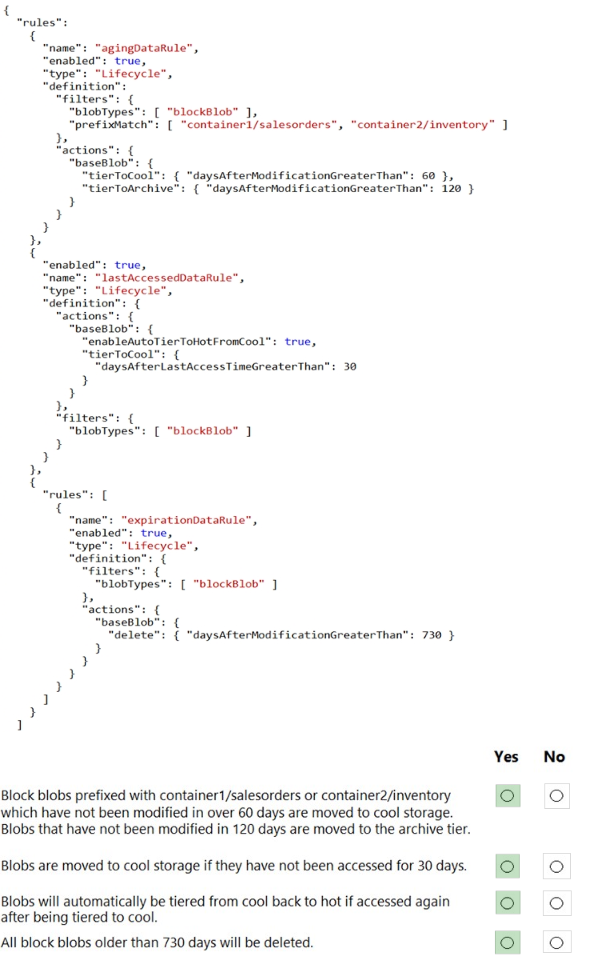 {
"rules":
{
"name": "agingDataRule",
"enabled": true,
"type": "Lifecycle",
"definition":
"filters": {
"blobTypes": [ "blockBlob" ],
"prefixMatch": [ "container1/salesorders", "container2/inventory" ]
},
"actions": {
"baseBlob": {
"tierToCool": { "daysAfterModificationGreaterThan": 60 },
"tierToArchive": { "daysAfterModificationGreaterThan": 120 }
}
}
}
},
{
"enabled": true,
"name": "lastAccessedDataRule",
"type": "Lifecycle",
"definition": {
"actions": {
"baseBlob": {
"enableAutoTierToHotFromCool": true,
"tierToCool": {
"daysAfterLastAccessTimeGreaterThan": 30
}
}
},
"filters": {
"blobTypes": [ "blockBlob" ]
}
}
},
{
"rules": [
{
"name": "expirationDataRule",
"enabled": true,
"type": "Lifecycle",
"definition": {
"filters": {
"blobTypes": [ "blockBlob" ]
},
"actions": {
"baseBlob": {
"delete": { "daysAfterModificationGreaterThan": 730 }
}
}
}
}
]
}
]
Yes No
Block blobs prefixed with container1/salesorders or container2/inventory
which have not been modified in over 60 days are moved to cool storage.
Blobs that have not been modified in 120 days are moved to the archive tier.
Blobs are moved to cool storage if they have not been accessed for 30 days.
Blobs will automatically be tiered from cool back to hot if accessed again
after being tiered to cool.
All block blobs older than 730 days will be deleted.